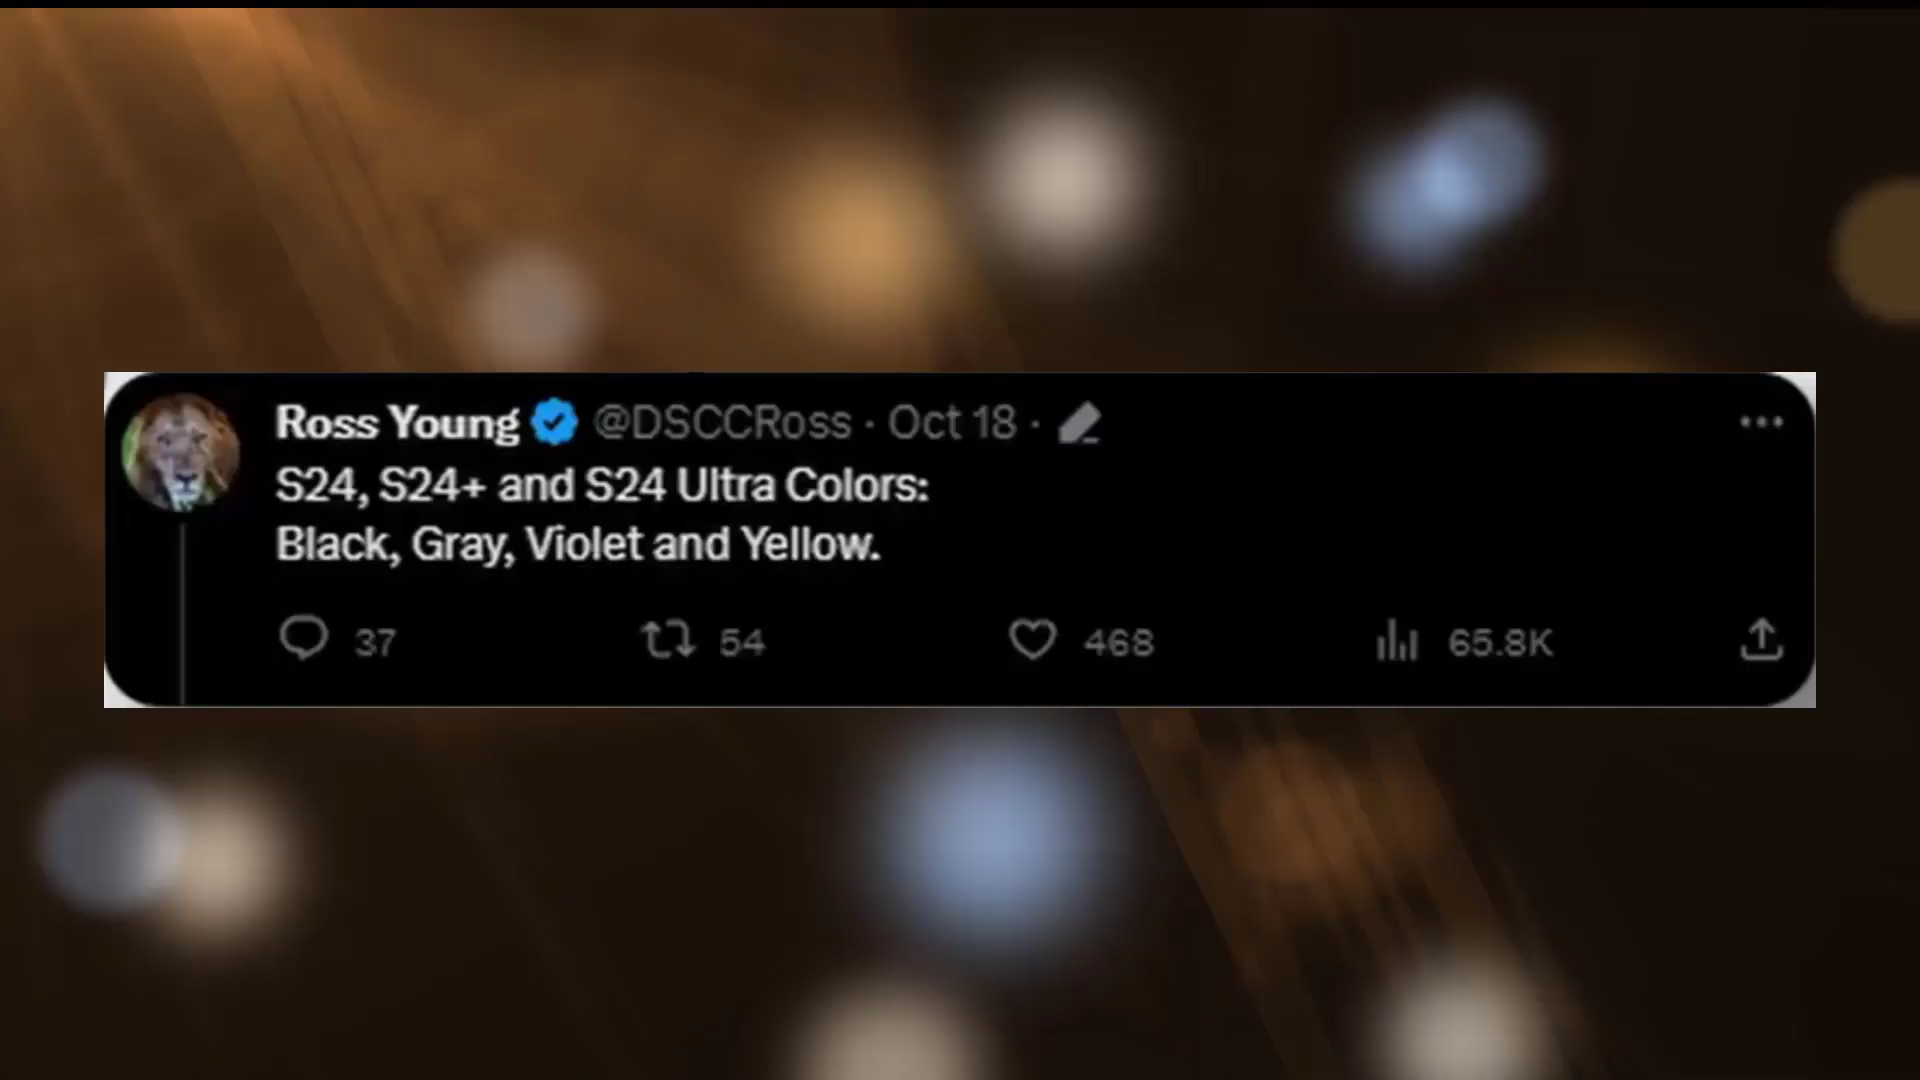 Ross Young @DSCCRoss · Oct 18 ·
S24, S24+ and S24 Ultra Colors:
Black, Gray, Violet and Yellow.
37 54 468 65.8K